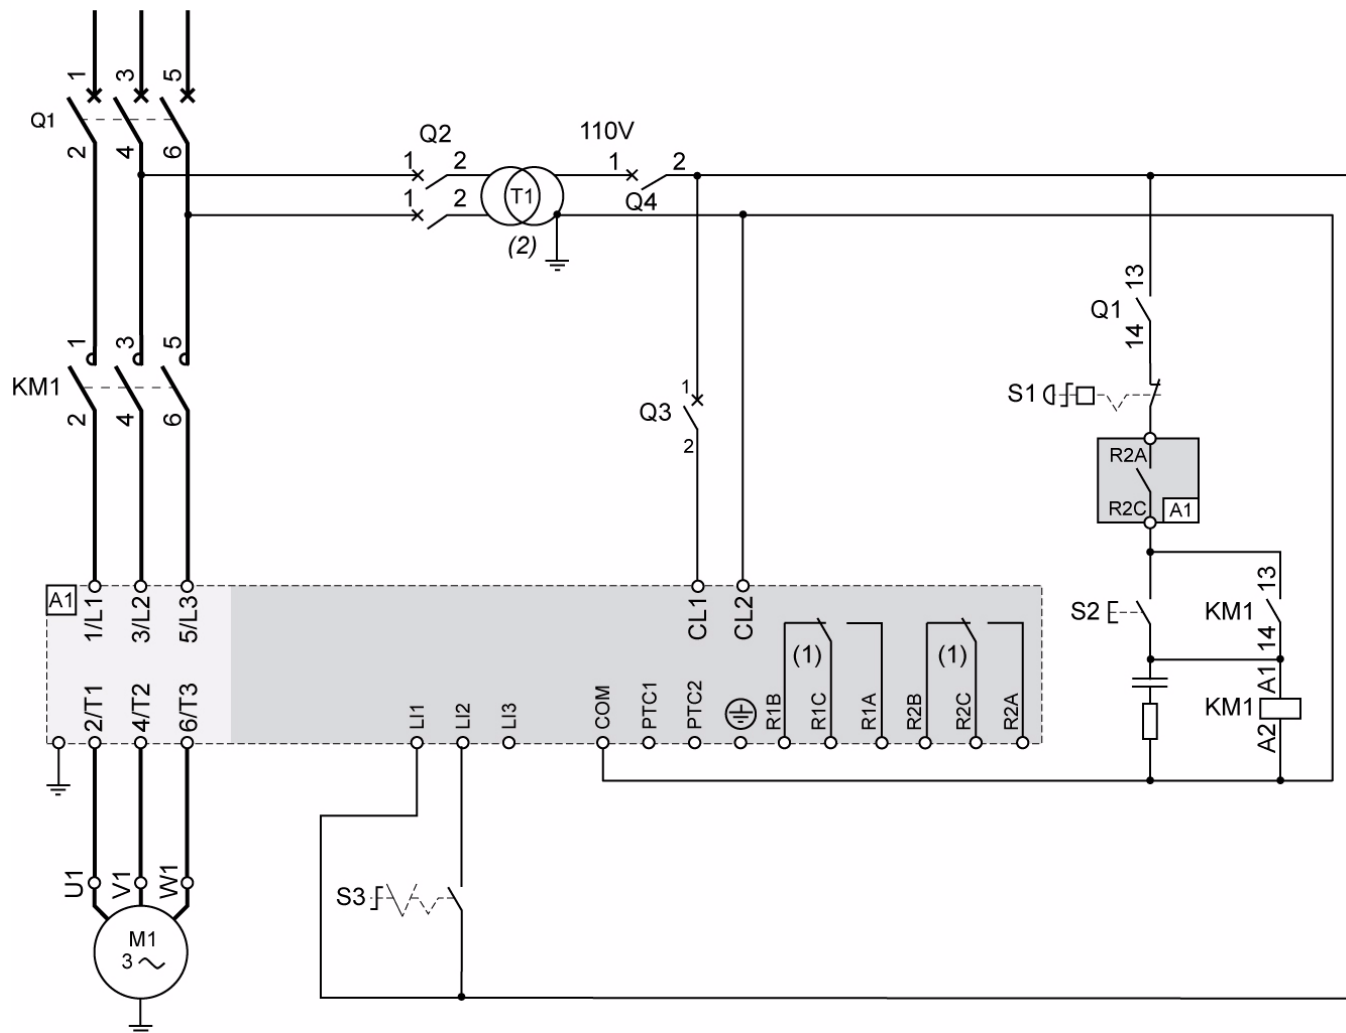 1 3 5
Q1
2 4 6
Q2
110V
1 2
1 2
T1
1 2
Q4
(2)
13
Q1
14
1 3 5
KM1
2 4 6
1
Q3
2
S1
R2A
R2C
A1
A1
1/L1 3/L2 5/L3
CL1 CL2
13
S2
KM1
14
(1) (1)
2/T1 4/T2 6/T3
LI1 LI2 LI3
COM PTC1 PTC2 R1B R1C R1A R2B R2C R2A
A1
KM1
A2
U1 V1 W1
S3
M1
3